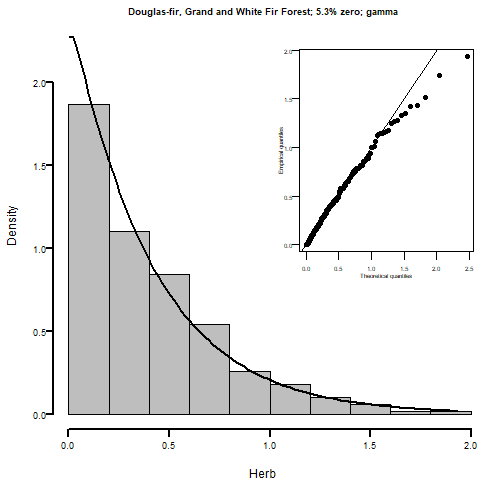 Douglas-fir, Grand and White Fir Forest; 5.3% zero; gamma
Density
2.0
1.5
1.0
0.5
0.0
0.0 0.5 1.0 1.5 2.0
Herb
Empirical quantiles
2.0
1.5
1.0
0.5
0.0
0.0 0.5 1.0 1.5 2.0 2.5
Theoretical quantiles